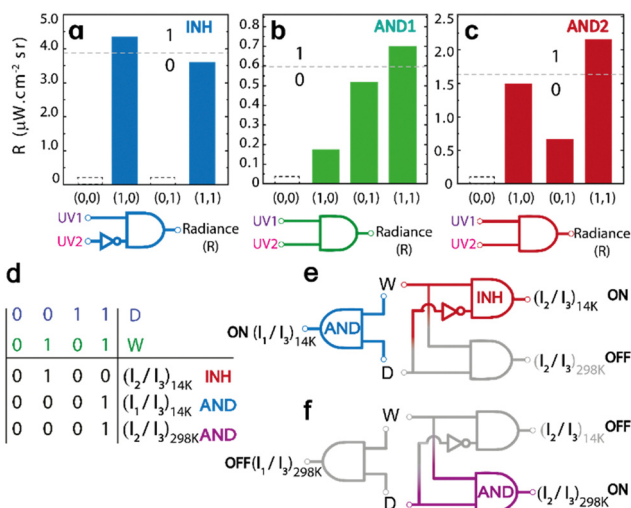 a
INH
R (μW.cm⁻² sr)
5.0
4.0
3.0
2.0
1.0
0
1
0
(0,0) (1,0) (0,1) (1,1)
UV1
UV2
Radiance
(R)
b
AND1
0.8
0.7
0.6
0.5
0.4
0.3
0.2
0.1
0
1
0
(0,0) (1,0) (0,1) (1,1)
UV1
UV2
Radiance
(R)
c
AND2
2.5
2.0
1.5
1.0
0.5
0
1
0
(0,0) (1,0) (0,1) (1,1)
UV1
UV2
Radiance
(R)
d
0 0 1 1 D
0 1 0 1 W
0 1 0 0 (I₂/I₃)14K INH
0 0 0 1 (I₁/I₃)14K AND
0 0 0 1 (I₂/I₃)298K AND
e
W
ON (I₁/I₃)14K
AND
D
INH
(I₂/I₃)14K ON
(I₂/I₃)298K OFF
f
W
OFF (I₁/I₃)298K
D
(I₂/I₃)14K OFF
AND
(I₂/I₃)298K ON